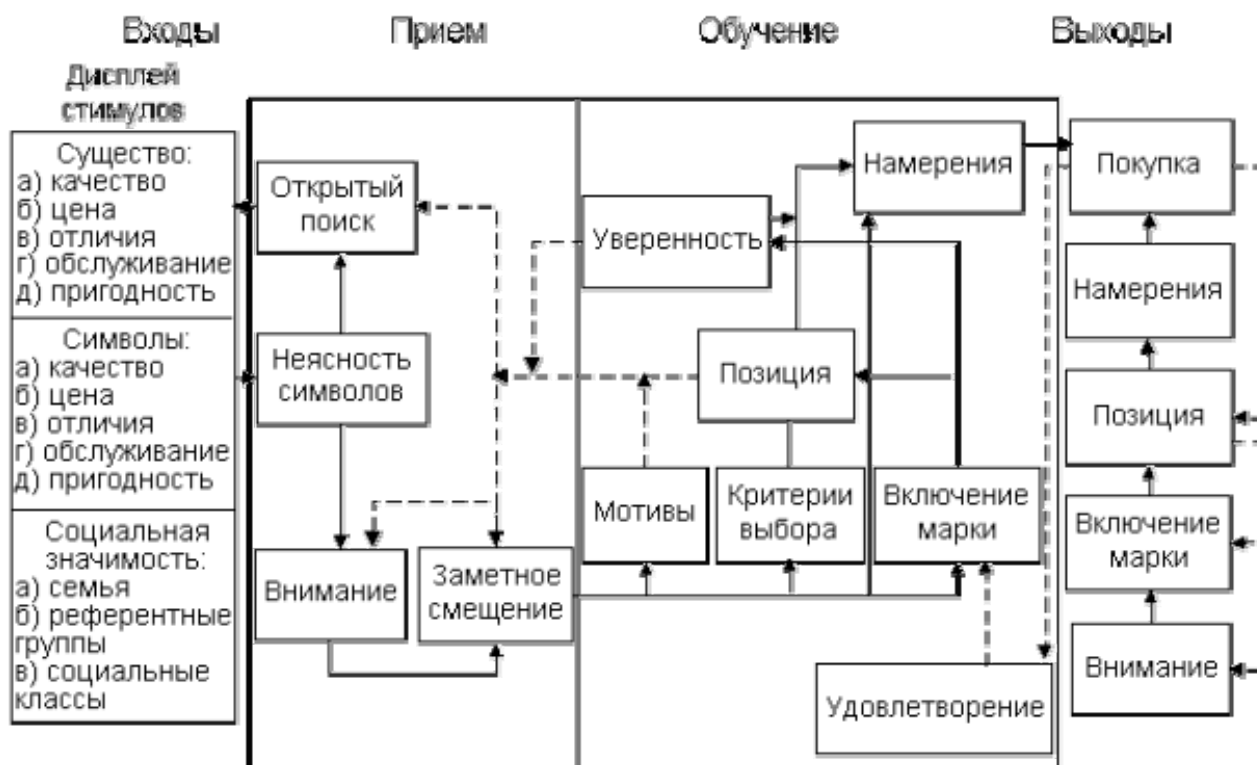 Входы
Прием
Обучение
Выходы
Дисплей
стимулов
Существо:
а) качество
б) цена
в) отличия
г) обслуживание
д) пригодность
Символы:
а) качество
б) цена
в) отличия
г) обслуживание
д) пригодность
Социальная
значимость:
а) семья
б) референтные
группы
в) социальные
классы
Открытый
поиск
Неясность
символов
Внимание
Заметное
смещение
Уверенность
Намерения
Позиция
Мотивы
Критерии
выбора
Включение
марки
Удовлетворение
Покупка
Намерения
Позиция
Включение
марки
Внимание